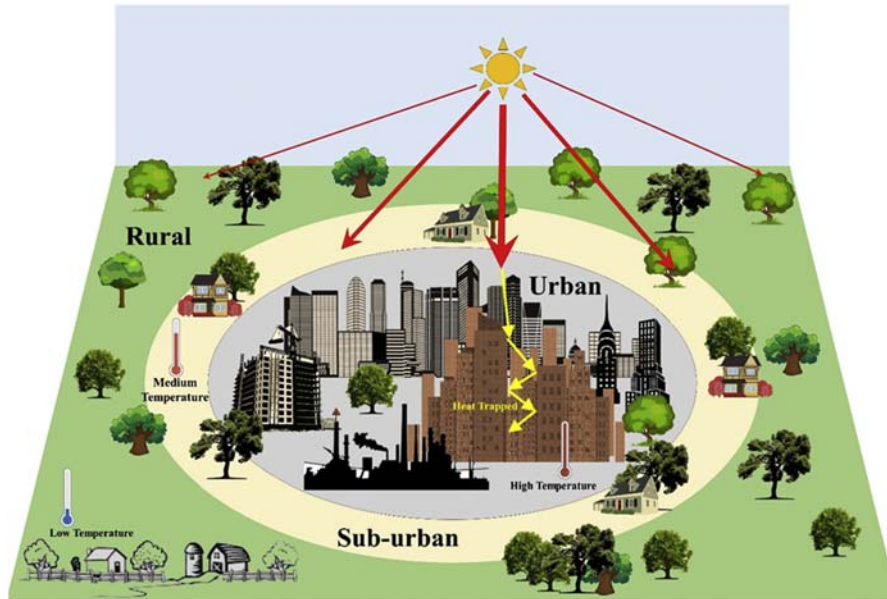 Rural
Urban
Medium
Temperature
Heat Trapped
High Temperature
Low Temperature
Sub-urban